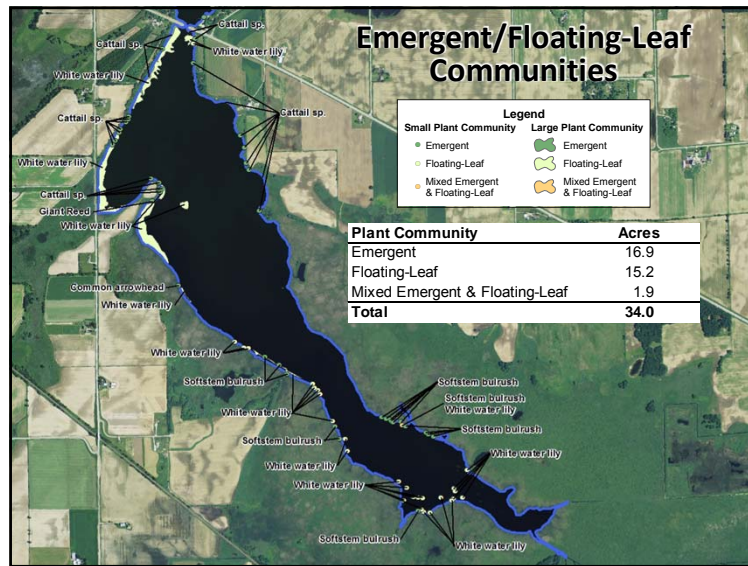 Emergent/Floating-Leaf
Communities
Legend
Small Plant Community
Large Plant Community
Emergent
Emergent
Floating-Leaf
Floating-Leaf
Mixed Emergent
& Floating-Leaf
Mixed Emergent
& Floating-Leaf
Plant Community Acres
Emergent 16.9
Floating-Leaf 15.2
Mixed Emergent & Floating-Leaf 1.9
Total 34.0
Cattail sp.
Cattail sp.
White water lily
White water lily
Cattail sp.
Cattail sp.
White water lily
Cattail sp.
Giant Reed
White water lily
Common arrowhead
White water lily
White water lily
Softstem bulrush
White water lily
Softstem bulrush
White water lily
White water lily
Softstem bulrush
Softstem bulrush
Softstem bulrush
White water lily
Softstem bulrush
White water lily
White water lily